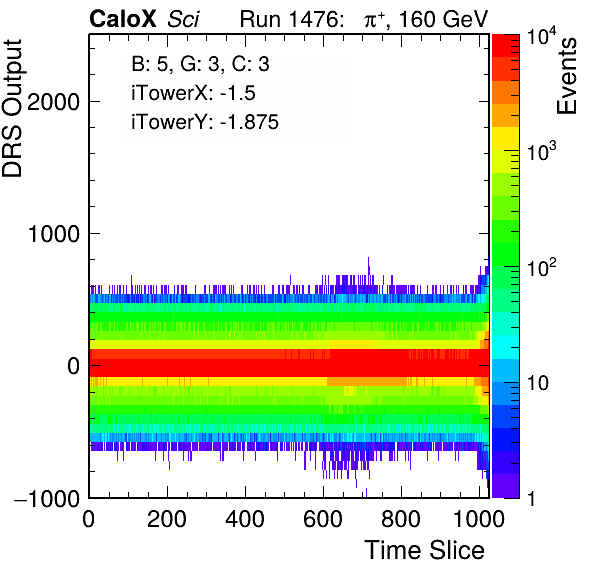 CaloX Sci Run 1476: π⁺, 160 GeV
B: 5, G: 3, C: 3
iTowerX: -1.5
iTowerY: -1.875
DRS Output
2000
1000
0
−1000
0 200 400 600 800 1000
Time Slice
Events
10⁴
10³
10²
10
1